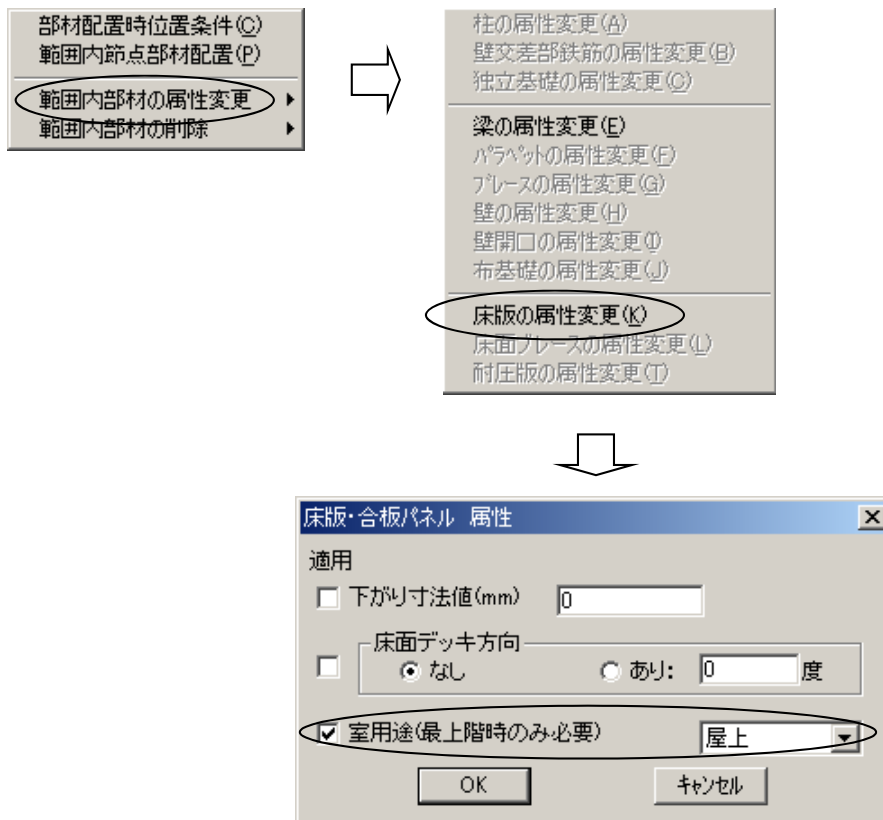 部材配置時位置条件(C)
範囲内節点部材配置(P)
範囲内部材の属性変更
範囲内部材の削除
柱の属性変更(A)
壁交差部鉄筋の属性変更(B)
独立基礎の属性変更(C)
梁の属性変更(E)
パラペットの属性変更(F)
ブレースの属性変更(G)
壁の属性変更(H)
壁開口の属性変更(I)
布基礎の属性変更(J)
床版の属性変更(K)
床面ブレースの属性変更(L)
耐圧版の属性変更(T)
床版・合板パネル 属性
適用
下がり寸法値(mm) 0
床面デッキ方向
なし あり: 0 度
室用途(最上階時のみ必要) 屋上
OK キャンセル